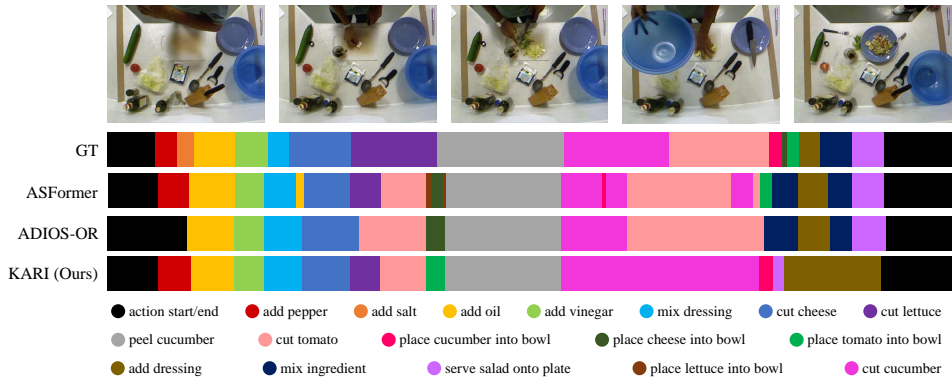 GT
ASFormer
ADIOS-OR
KARI (Ours)
action start/end add pepper add salt add oil add vinegar mix dressing cut cheese cut lettuce
peel cucumber cut tomato place cucumber into bowl place cheese into bowl place tomato into bowl
add dressing mix ingredient serve salad onto plate place lettuce into bowl cut cucumber